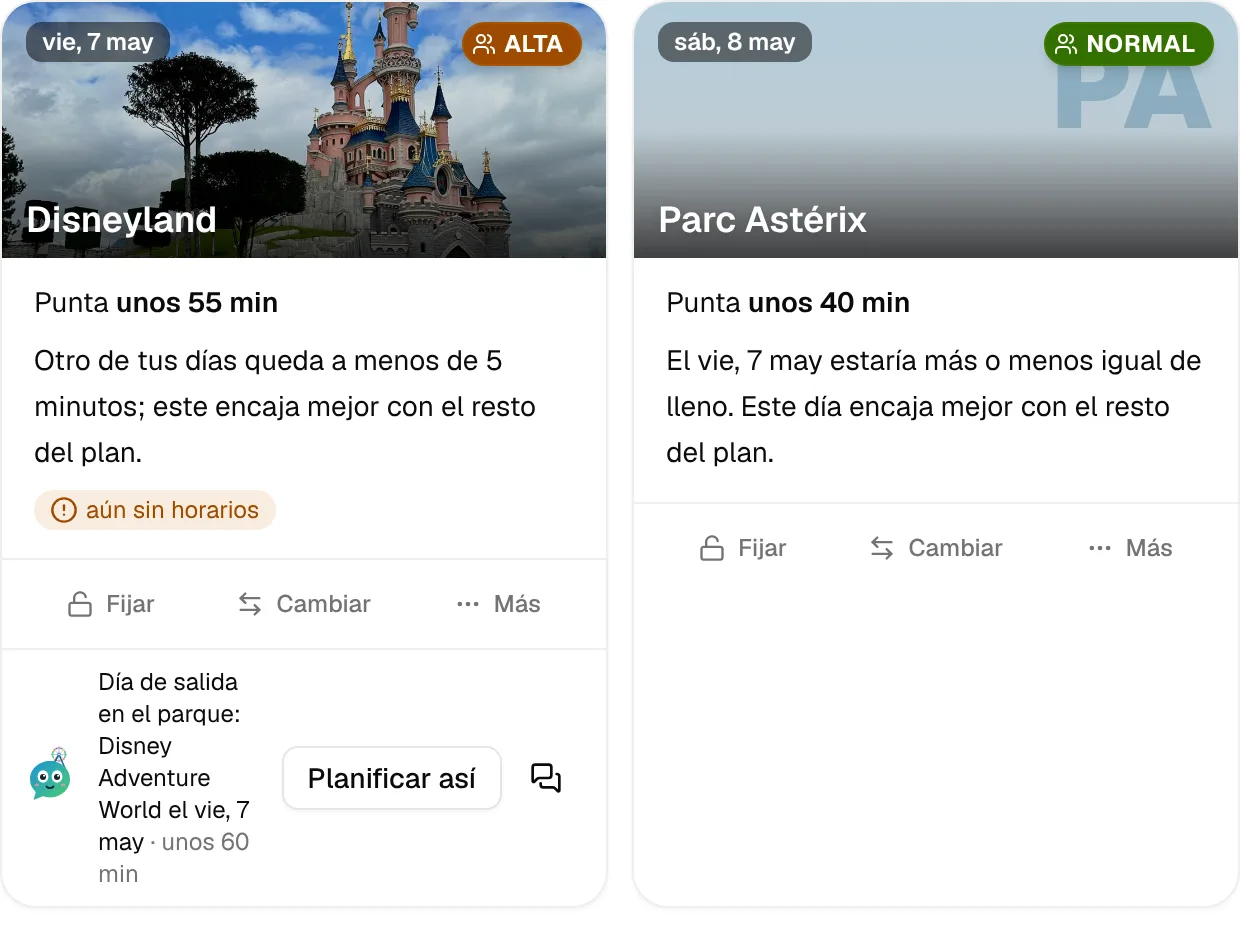 vie, 7 may
ALTA
Disneyland
Punta unos 55 min
Otro de tus días queda a menos de 5
minutos; este encaja mejor con el resto
del plan.
aún sin horarios
Fijar
Cambiar
Más
Día de salida
en el parque:
Disney
Adventure
World el vie, 7
may · unos 60
min
Planificar así
sáb, 8 may
NORMAL
PA
Parc Astérix
Punta unos 40 min
El vie, 7 may estaría más o menos igual de
lleno. Este día encaja mejor con el resto
del plan.
Fijar
Cambiar
Más